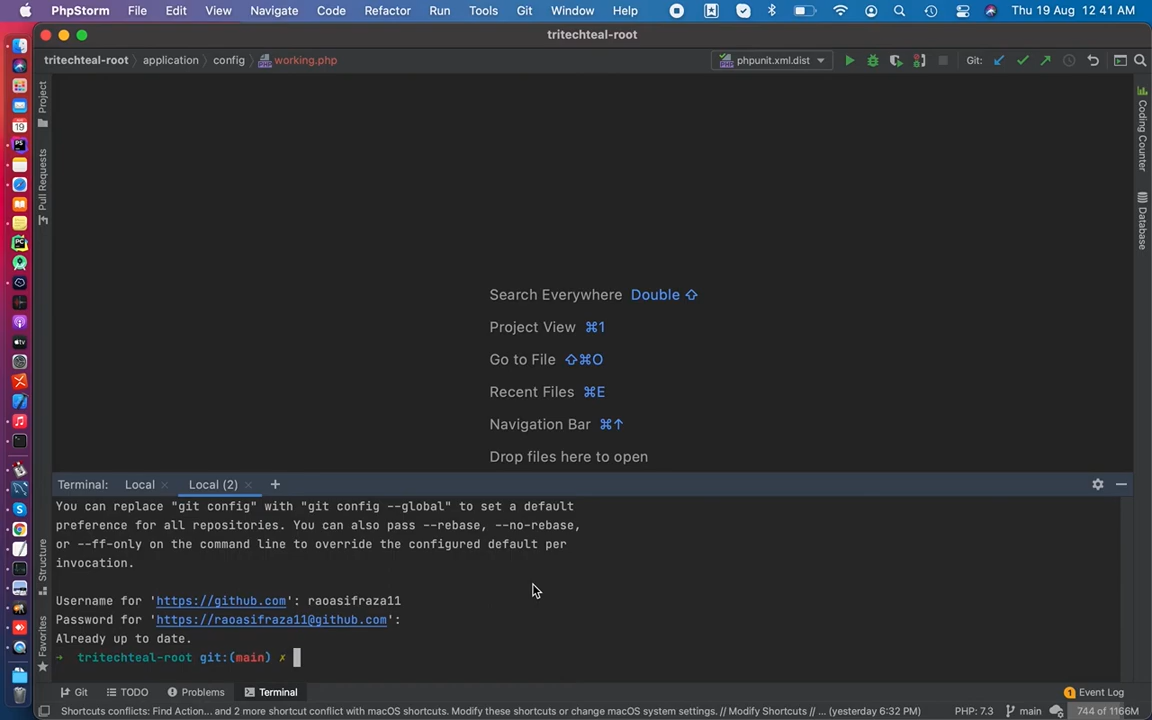 PhpStorm File Edit View Navigate Code Refactor Run Tools Git Window Help Thu 19 Aug 12 41 AM
tritechteal-root
tritechteal-root application config working.php phpunit.xml.dist Git:
Project
Pull Requests
Coding Counter
Database
Search Everywhere Double ⇧
Project View ⌘1
Go to File ⇧⌘O
Recent Files ⌘E
Navigation Bar ⌘↑
Drop files here to open
Terminal: Local × Local (2) × +
You can replace "git config" with "git config --global" to set a default
preference for all repositories. You can also pass --rebase, --no-rebase,
or --ff-only on the command line to override the configured default per
invocation.
Username for 'https://github.com': raoasifraza11
Password for 'https://raoasifraza11@github.com':
Already up to date.
→ tritechteal-root git:(main) ✗
Structure
Favorites
Git TODO Problems Terminal 1 Event Log
Shortcuts conflicts: Find Action... and 2 more shortcut conflict with macOS shortcuts. Modify these shortcuts or change macOS system settings. // Modify Shortcuts // ... (yesterday 6:32 PM) PHP: 7.3 main 744 of 1166M